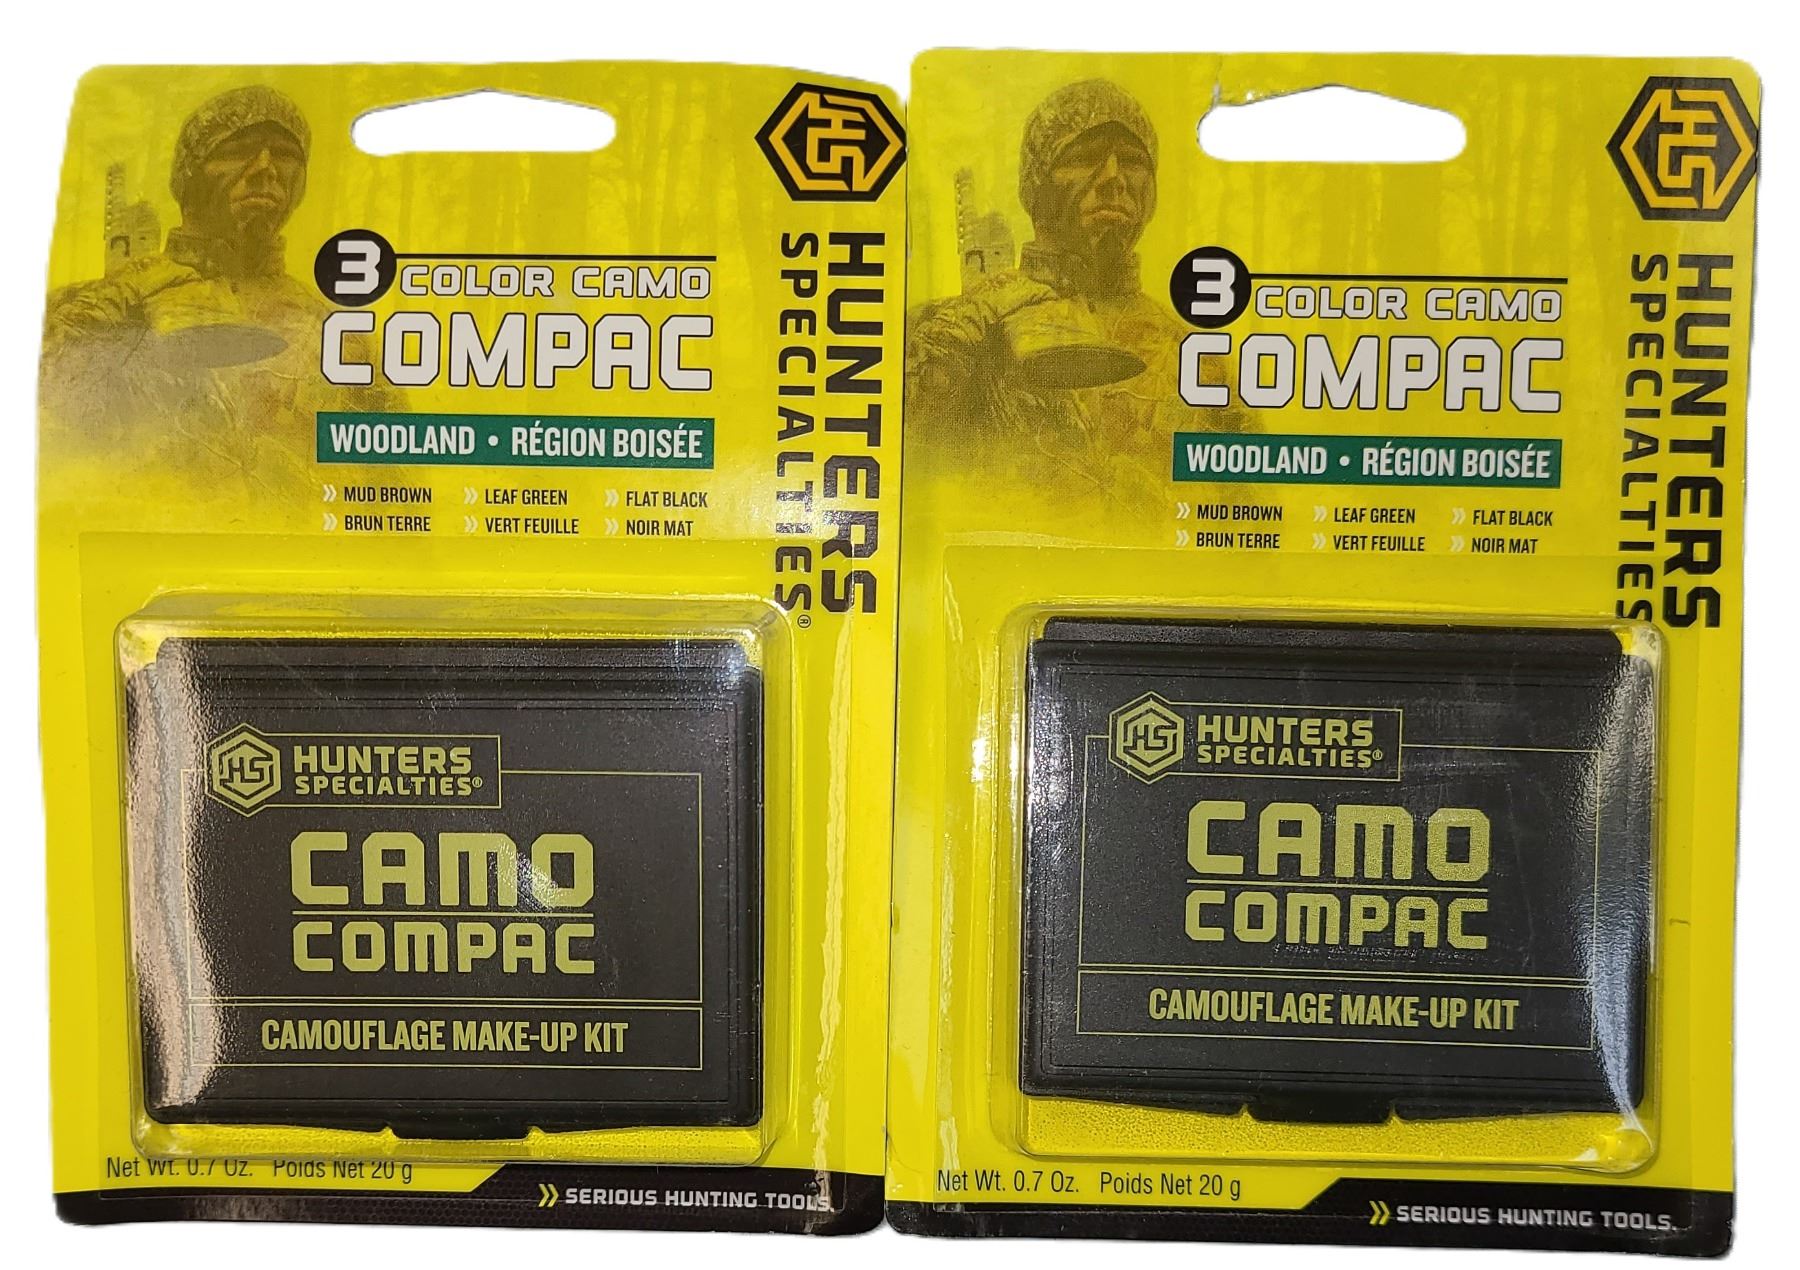 HS
HUNTERS
SPECIALTIES®
3 COLOR CAMO
COMPAC
WOODLAND • RÉGION BOISÉE
» MUD BROWN » LEAF GREEN » FLAT BLACK
» BRUN TERRE » VERT FEUILLE » NOIR MAT
HS HUNTERS
SPECIALTIES®
CAMO
COMPAC
CAMOUFLAGE MAKE-UP KIT
Net Wt. 0.7 Oz. Poids Net 20 g
» SERIOUS HUNTING TOOLS.
HS
HUNTERS
SPECIALTIES
3 COLOR CAMO
COMPAC
WOODLAND • RÉGION BOISÉE
» MUD BROWN » LEAF GREEN » FLAT BLACK
» BRUN TERRE » VERT FEUILLE » NOIR MAT
HS HUNTERS
SPECIALTIES®
CAMO
COMPAC
CAMOUFLAGE MAKE-UP KIT
Net Wt. 0.7 Oz. Poids Net 20 g
» SERIOUS HUNTING TOOLS.